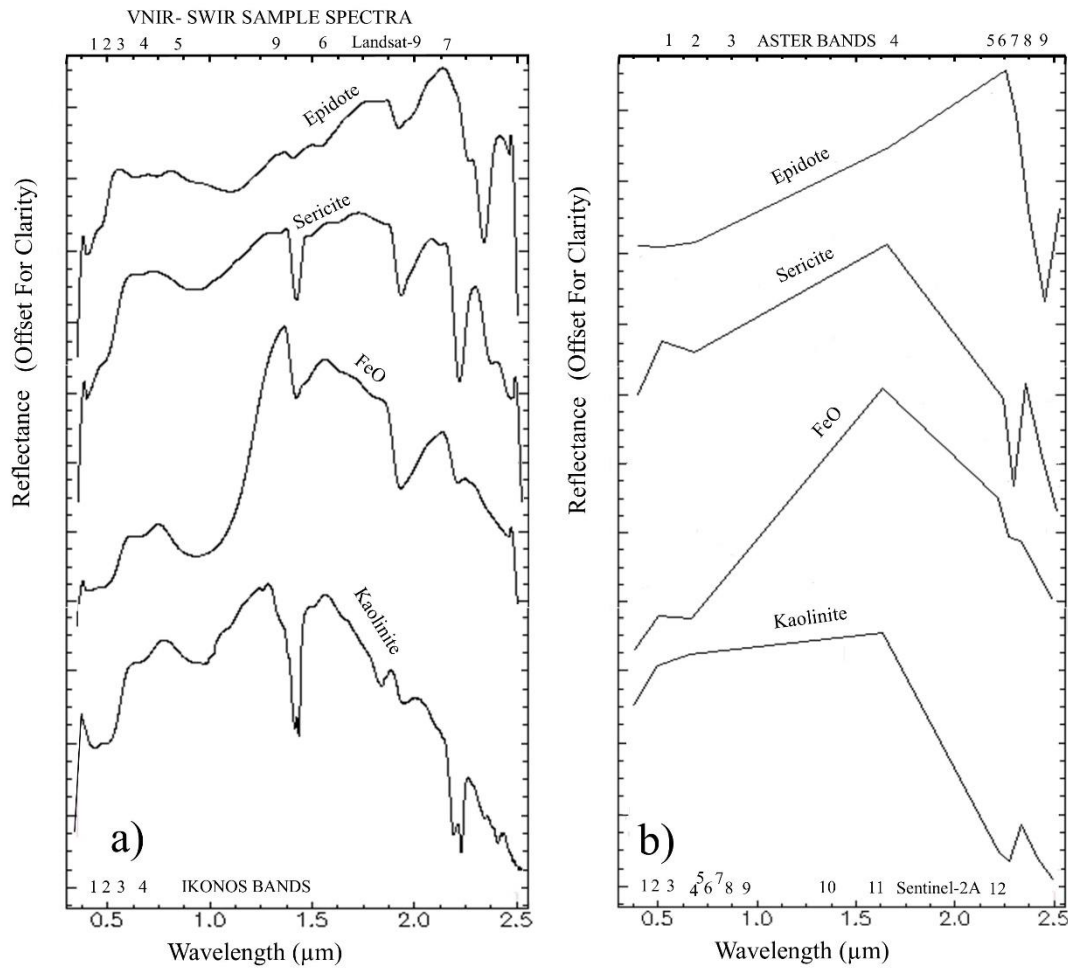 VNIR- SWIR SAMPLE SPECTRA
1 2 3 4 5 9 6 Landsat-9 7
Reflectance (Offset For Clarity)
Epidote
Sericite
FeO
Kaolinite
a)
1 2 3 4 IKONOS BANDS
0.5 1.0 1.5 2.0 2.5
Wavelength (µm)
1 2 3 ASTER BANDS 4 5 6 7 8 9
Reflectance (Offset For Clarity)
Epidote
Sericite
FeO
Kaolinite
b)
1 2 3 4 5 6 7 8 9 10 11 Sentinel-2A 12
0.5 1.0 1.5 2.0 2.5
Wavelength (µm)